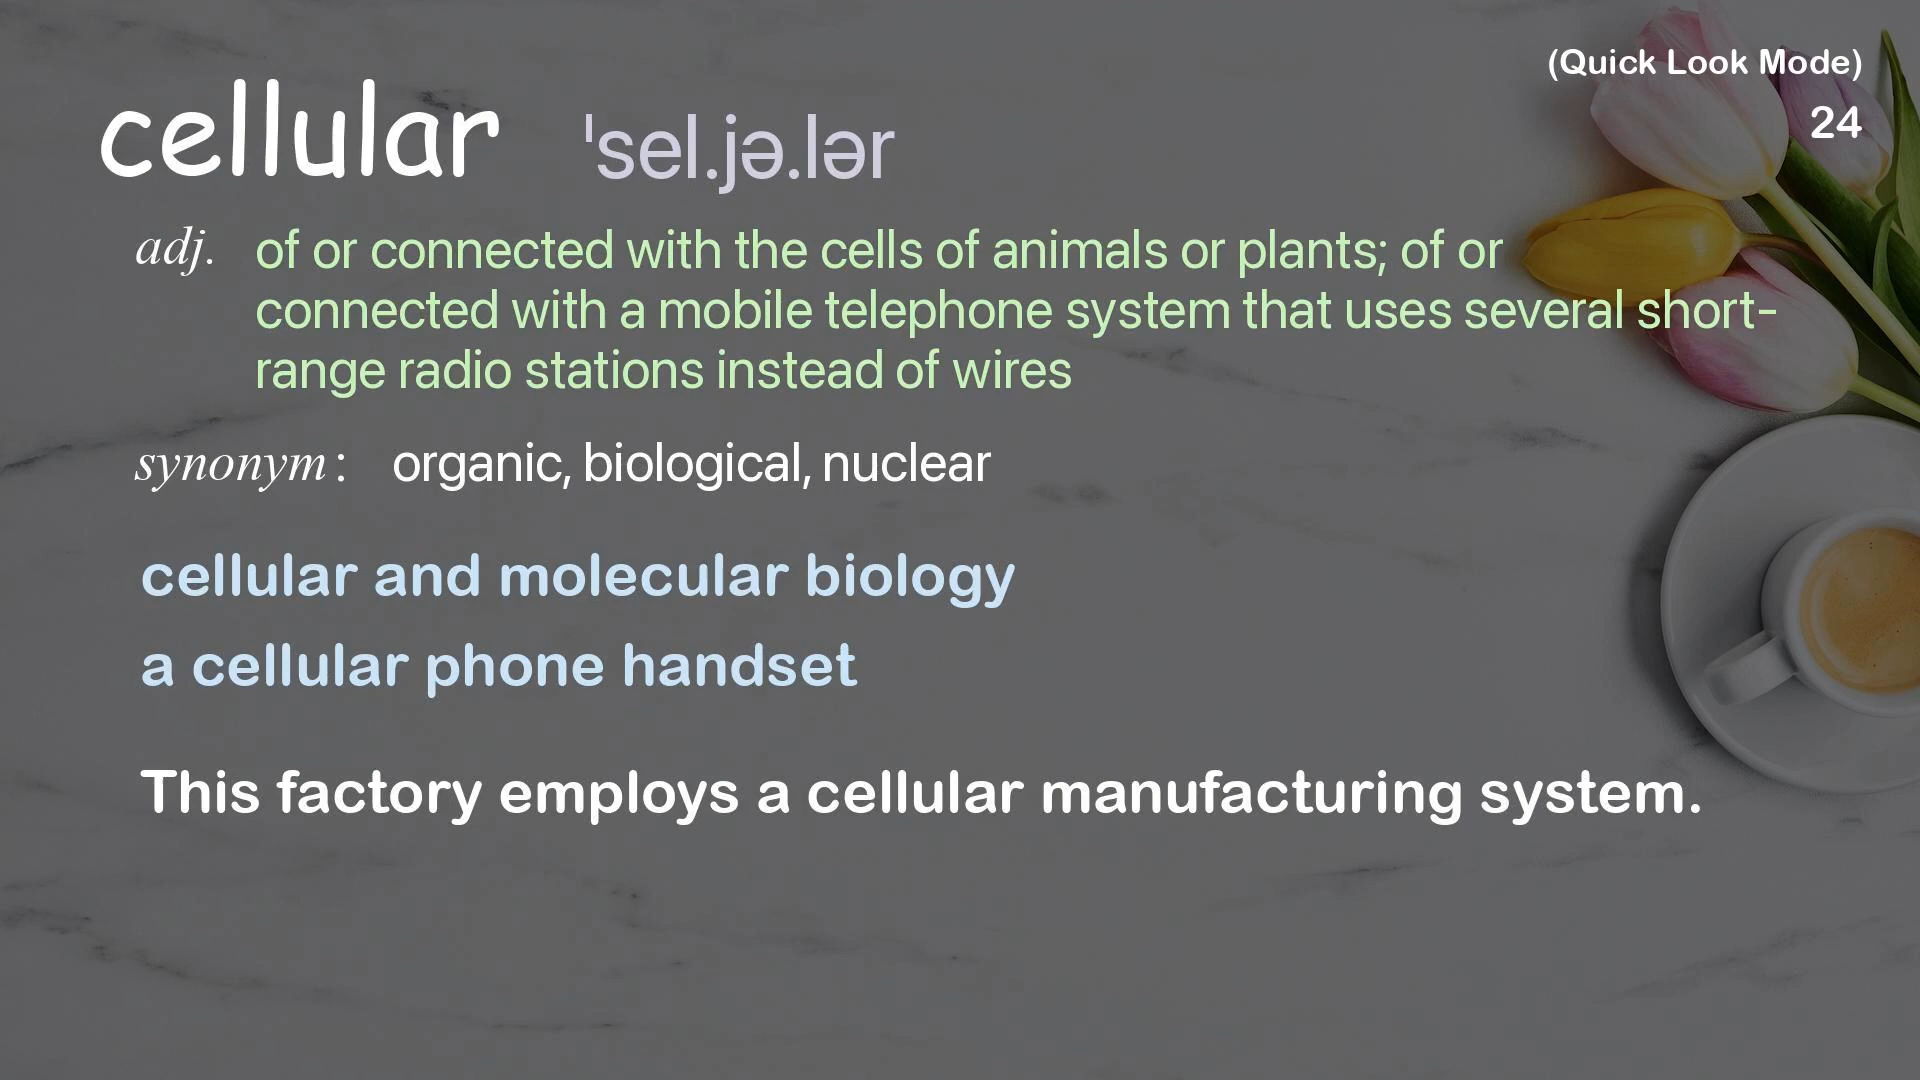 (Quick Look Mode)
24
cellular ˈsel.jə.lər
adj. of or connected with the cells of animals or plants; of or
connected with a mobile telephone system that uses several short-
range radio stations instead of wires
synonym : organic, biological, nuclear
cellular and molecular biology
a cellular phone handset
This factory employs a cellular manufacturing system.